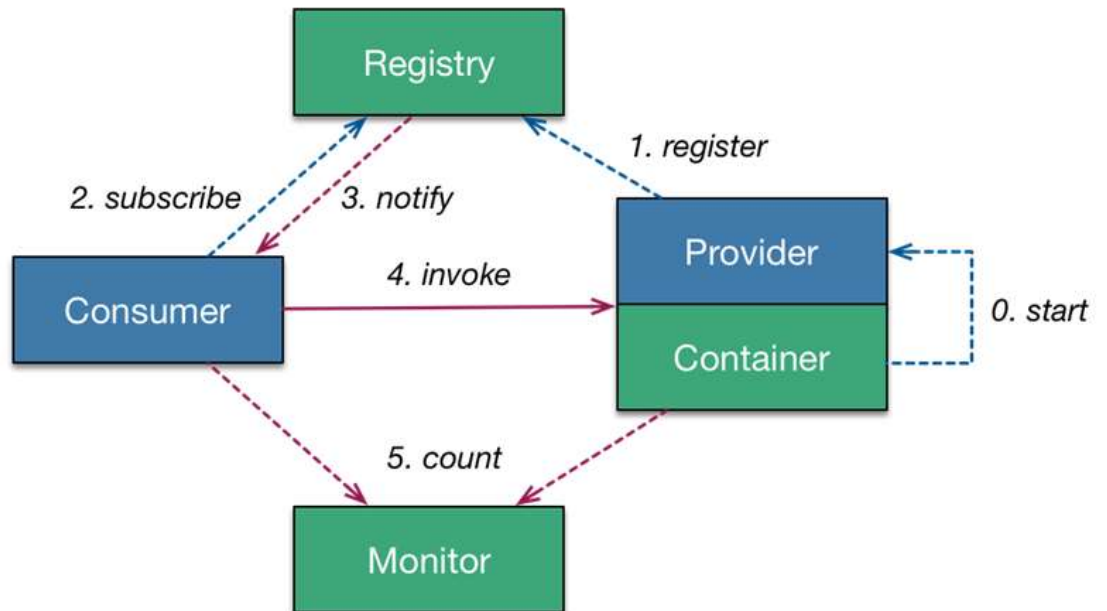 Registry
1. register
2. subscribe
3. notify
Provider
4. invoke
Consumer
0. start
Container
5. count
Monitor